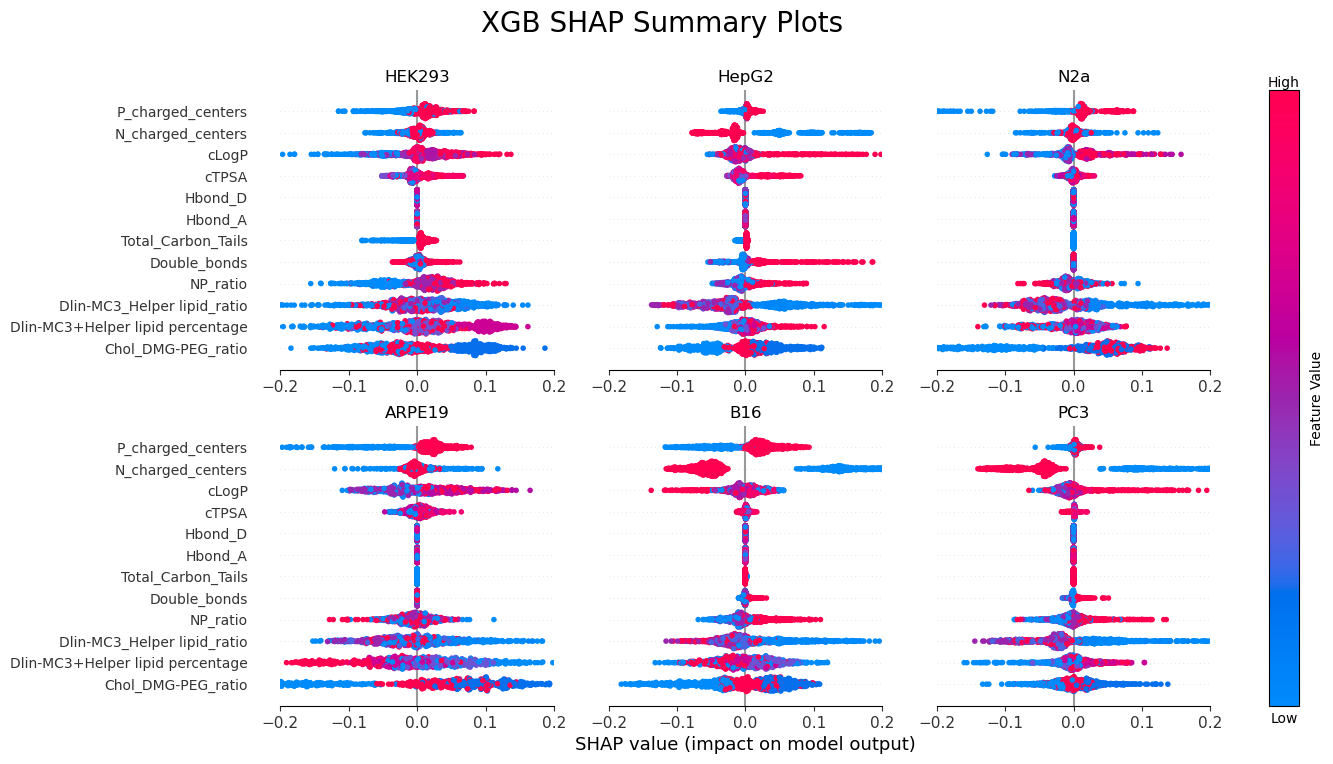 XGB SHAP Summary Plots
HEK293 HepG2 N2a
High
P_charged_centers
N_charged_centers
cLogP
cTPSA
Hbond_D
Hbond_A
Total_Carbon_Tails
Double_bonds
NP_ratio
Dlin-MC3_Helper lipid_ratio
Dlin-MC3+Helper lipid percentage
Chol_DMG-PEG_ratio
−0.2 −0.1 0.0 0.1 0.2 −0.2 −0.1 0.0 0.1 0.2 −0.2 −0.1 0.0 0.1 0.2
ARPE19 B16 PC3
P_charged_centers
N_charged_centers
cLogP
cTPSA
Hbond_D
Hbond_A
Total_Carbon_Tails
Double_bonds
NP_ratio
Dlin-MC3_Helper lipid_ratio
Dlin-MC3+Helper lipid percentage
Chol_DMG-PEG_ratio
−0.2 −0.1 0.0 0.1 0.2 −0.2 −0.1 0.0 0.1 0.2 −0.2 −0.1 0.0 0.1 0.2
SHAP value (impact on model output)
Feature Value
Low